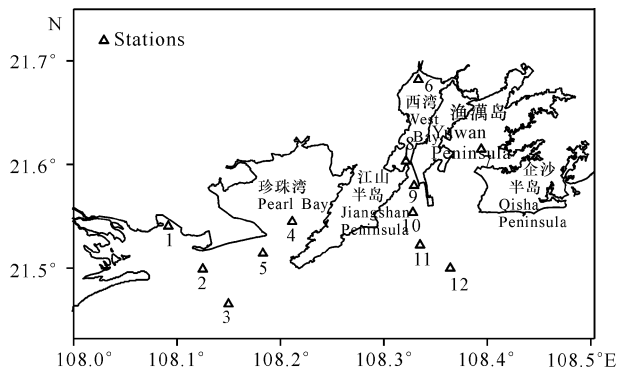 N
Stations
21.7°
21.6°
21.5°
6
西湾
West
Bay
渔澫岛
Yuwan
Peninsula
企沙
半岛
Qisha
Peninsula
江山
半岛
Jiangshan
Peninsula
珍珠湾
Pearl Bay
9
10
11
12
1
2
3
4
5
108.0°
108.1°
108.2°
108.3°
108.4°
108.5
E